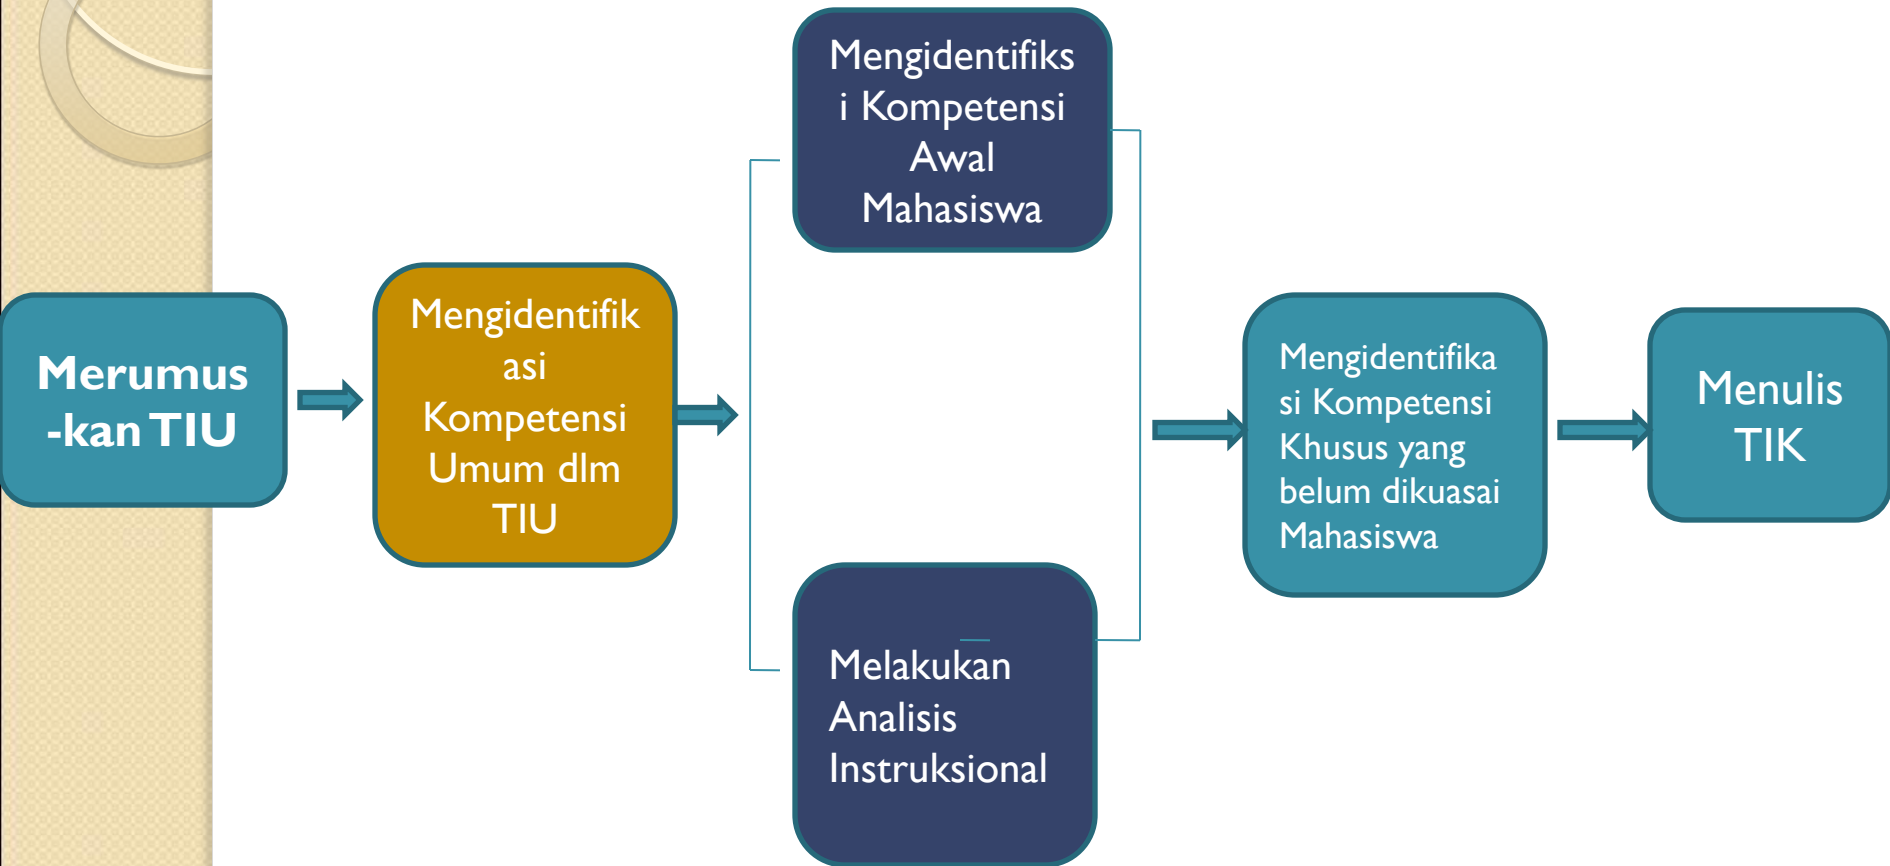 Merumus
-kan TIU
Mengidentifik
asi
Kompetensi
Umum dlm
TIU
Mengidentifiks
i Kompetensi
Awal
Mahasiswa
Melakukan
Analisis
Instruksional
Mengidentifika
si Kompetensi
Khusus yang
belum dikuasai
Mahasiswa
Menulis
TIK